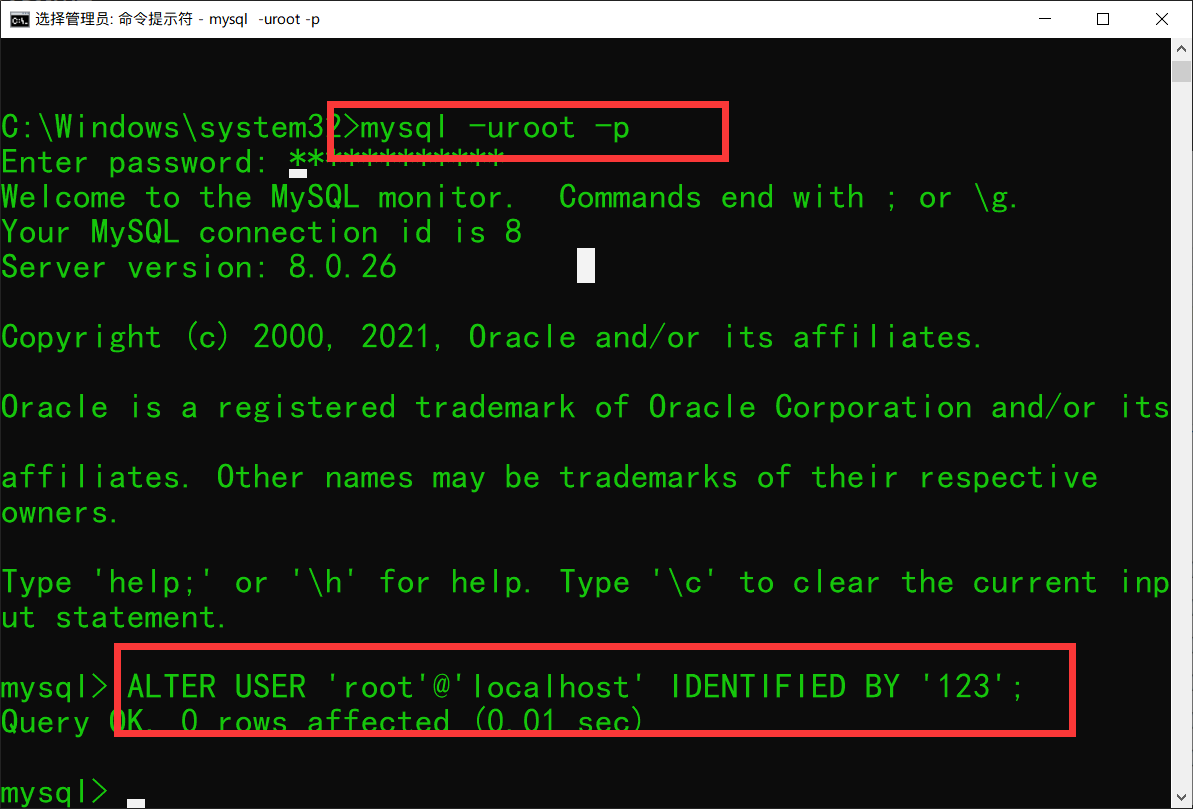 选择管理员: 命令提示符 - mysql -uroot -p
C:\Windows\system32>mysql -uroot -p
Enter password: ************
Welcome to the MySQL monitor.  Commands end with ; or \g.
Your MySQL connection id is 8
Server version: 8.0.26
Copyright (c) 2000, 2021, Oracle and/or its affiliates.
Oracle is a registered trademark of Oracle Corporation and/or its
affiliates. Other names may be trademarks of their respective
owners.
Type 'help;' or '\h' for help. Type '\c' to clear the current inp
ut statement.
mysql> ALTER USER 'root'@'localhost' IDENTIFIED BY '123';
Query OK, 0 rows affected (0.01 sec)
mysql>